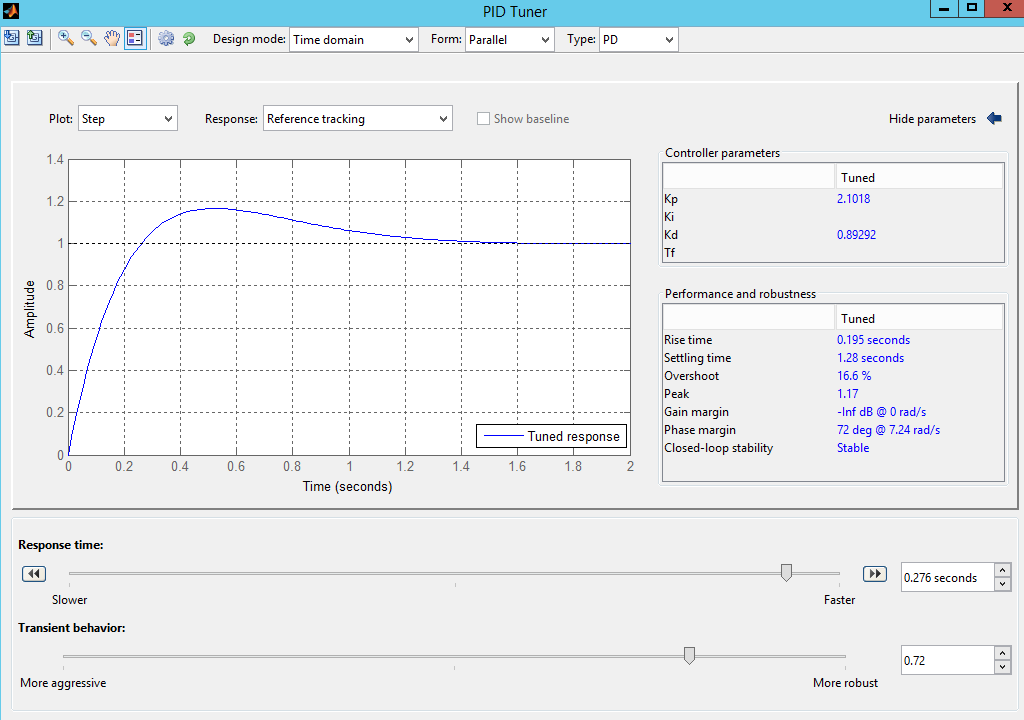 PID Tuner
Design mode: Time domain Form: Parallel Type: PD
Plot: Step Response: Reference tracking Show baseline Hide parameters
1.4
1.2
1
0.8
0.6
0.4
0.2
0
Amplitude
0 0.2 0.4 0.6 0.8 1 1.2 1.4 1.6 1.8 2
Time (seconds)
Tuned response
Controller parameters
Tuned
Kp 2.1018
Ki
Kd 0.89292
Tf
Performance and robustness
Tuned
Rise time 0.195 seconds
Settling time 1.28 seconds
Overshoot 16.6 %
Peak 1.17
Gain margin -Inf dB @ 0 rad/s
Phase margin 72 deg @ 7.24 rad/s
Closed-loop stability Stable
Response time:
0.276 seconds
Slower Faster
Transient behavior:
0.72
More aggressive More robust